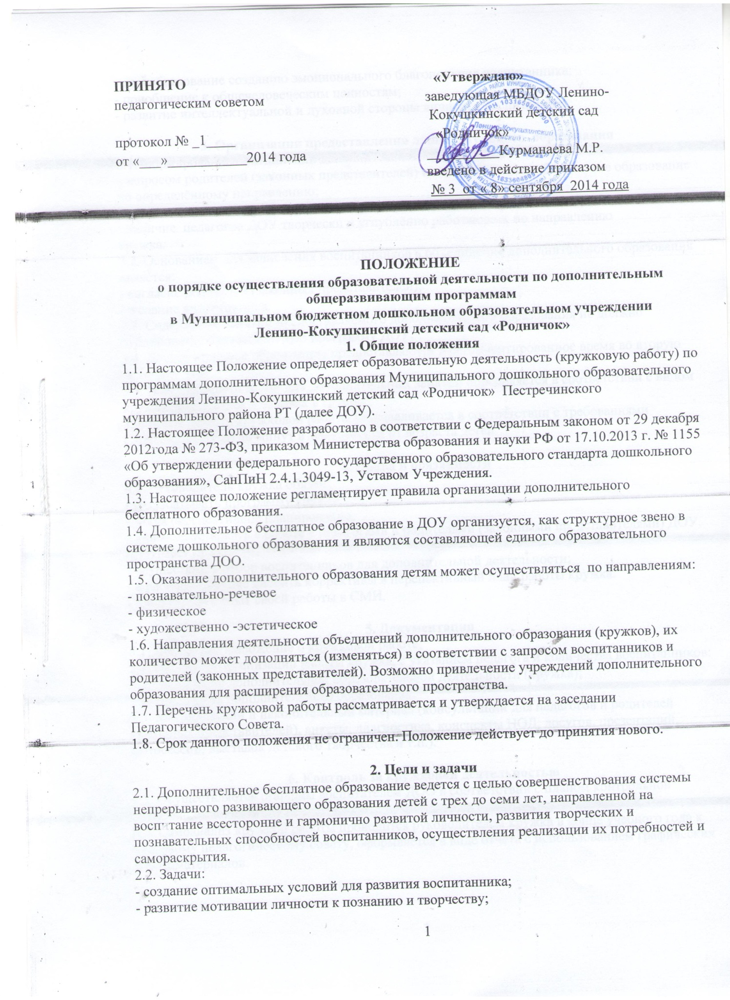 ПРИНЯТО
педагогическим советом
протокол № _1
от «___»___________2014 года
«Утверждаю»
заведующая МБДОУ Ленино-
Кокушкинский детский сад
«Родничок»
__________Курманаева М.Р.
введено в действие приказом
№ 3 от « 8» сентября 2014 года
ПОЛОЖЕНИЕ
о порядке осуществления образовательной деятельности по дополнительным
общеразвивающим программам
в Муниципальном бюджетном дошкольном образовательном учреждении
Ленино-Кокушкинский детский сад «Родничок»
1. Общие положения
1.1. Настоящее Положение определяет образовательную деятельность (кружковую работу) по
программам дополнительного образования Муниципального дошкольного образовательного
учреждения Ленино-Кокушкинский детский сад «Родничок» Пестречинского
муниципального района РТ (далее ДОУ).
1.2. Настоящее Положение разработано в соответствии с Федеральным законом от 29 декабря
2012года № 273-ФЗ, приказом Министерства образования и науки РФ от 17.10.2013 г. № 1155
«Об утверждении федерального государственного образовательного стандарта дошкольного
образования», СанПиН 2.4.1.3049-13, Уставом Учреждения.
1.3. Настоящее положение регламентирует правила организации дополнительного
бесплатного образования.
1.4. Дополнительное бесплатное образование в ДОУ организуется, как структурное звено в
системе дошкольного образования и являются составляющей единого образовательного
пространства ДОО.
1.5. Оказание дополнительного образования детям может осуществляться по направлениям:
- познавательно-речевое
- физическое
- художественно -эстетическое
1.6. Направления деятельности объединений дополнительного образования (кружков), их
количество может дополняться (изменяться) в соответствии с запросом воспитанников и
родителей (законных представителей). Возможно привлечение учреждений дополнительного
образования для расширения образовательного пространства.
1.7. Перечень кружковой работы рассматривается и утверждается на заседании
Педагогического Совета.
1.8. Срок данного положения не ограничен. Положение действует до принятия нового.
2. Цели и задачи
2.1. Дополнительное бесплатное образование ведется с целью совершенствования системы
непрерывного развивающего образования детей с трех до семи лет, направленной на
воспитание всесторонне и гармонично развитой личности, развития творческих и
познавательных способностей воспитанников, осуществления реализации их потребностей и
самораскрытия.
2.2. Задачи:
- создание оптимальных условий для развития воспитанника;
- развитие мотивации личности к познанию и творчеству;
1